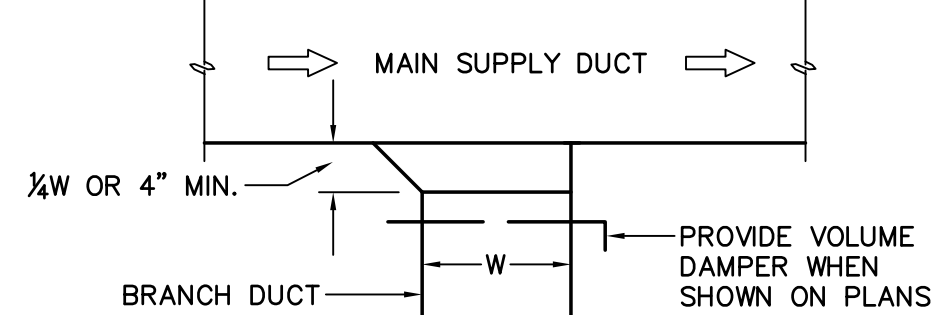 MAIN SUPPLY DUCT
¼W OR 4” MIN.
W
PROVIDE VOLUME
DAMPER WHEN
SHOWN ON PLANS
BRANCH DUCT